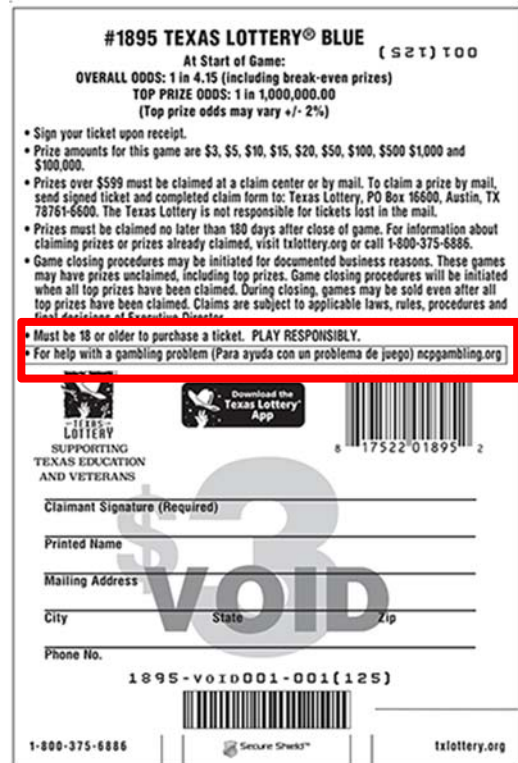 #1895 TEXAS LOTTERY® BLUE
001(125)
At Start of Game:
OVERALL ODDS: 1 in 4.15 (including break-even prizes)
TOP PRIZE ODDS: 1 in 1,000,000.00
(Top prize odds may vary +/- 2%)
• Sign your ticket upon receipt.
• Prize amounts for this game are $3, $5, $10, $15, $20, $50, $100, $500 $1,000 and
$100,000.
• Prizes over $599 must be claimed at a claim center or by mail. To claim a prize by mail,
send signed ticket and completed claim form to: Texas Lottery, PO Box 16600, Austin, TX
78761-6600. The Texas Lottery is not responsible for tickets lost in the mail.
• Prizes must be claimed no later than 180 days after close of game. For information about
claiming prizes or prizes already claimed, visit txlottery.org or call 1-800-375-6886.
• Game closing procedures may be initiated for documented business reasons. These games
may have prizes unclaimed, including top prizes. Game closing procedures will be initiated
when all top prizes have been claimed. During closing, games may be sold even after all
top prizes have been claimed. Claims are subject to applicable laws, rules, procedures and
final decisions of Executive Director.
• Must be 18 or older to purchase a ticket. PLAY RESPONSIBLY.
• For help with a gambling problem (Para ayuda con un problema de juego) ncpgambling.org
TEXAS
LOTTERY
SUPPORTING
TEXAS EDUCATION
AND VETERANS
Download the
Texas Lottery®
App
8 17522 01895 2
$3
VOID
Claimant Signature (Required)
Printed Name
Mailing Address
City State Zip
Phone No.
1895-VOID001-001(125)
1-800-375-6886 Secure Shield™ txlottery.org